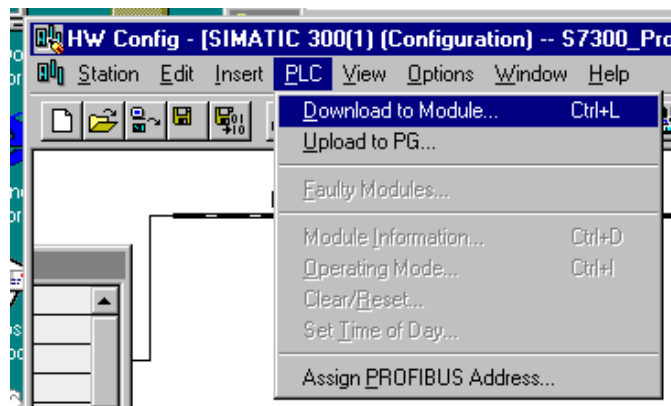 HW Config - [SIMATIC 300(1) (Configuration) -- S7300_Pro
Station Edit Insert PLC View Options Window Help
Download to Module... Ctrl+L
Upload to PG...
Faulty Modules...
Module Information... Ctrl+D
Operating Mode... Ctrl+I
Clear/Reset...
Set Time of Day...
Assign PROFIBUS Address...